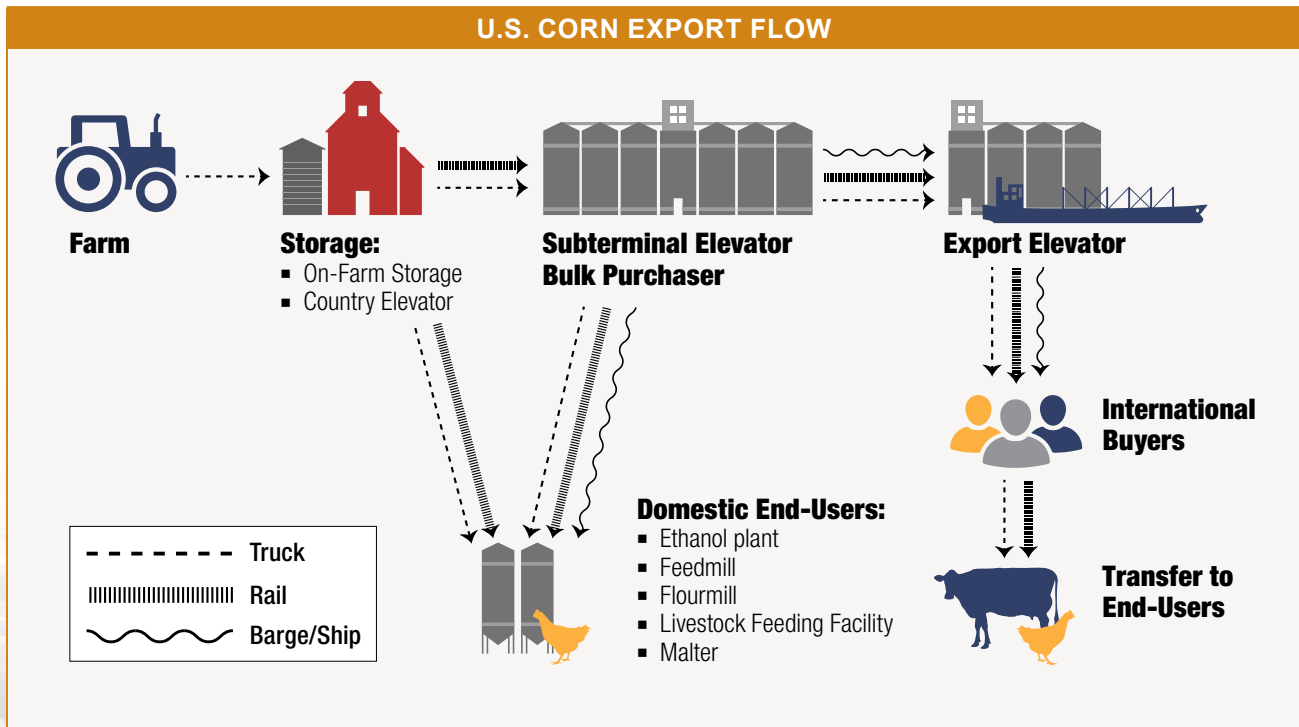 U.S. CORN EXPORT FLOW
Farm
Storage:
▪ On-Farm Storage
▪ Country Elevator
Subterminal Elevator
Bulk Purchaser
Export Elevator
International
Buyers
Domestic End-Users:
▪ Ethanol plant
▪ Feedmill
▪ Flourmill
▪ Livestock Feeding Facility
▪ Malter
Transfer to
End-Users
Truck
Rail
Barge/Ship